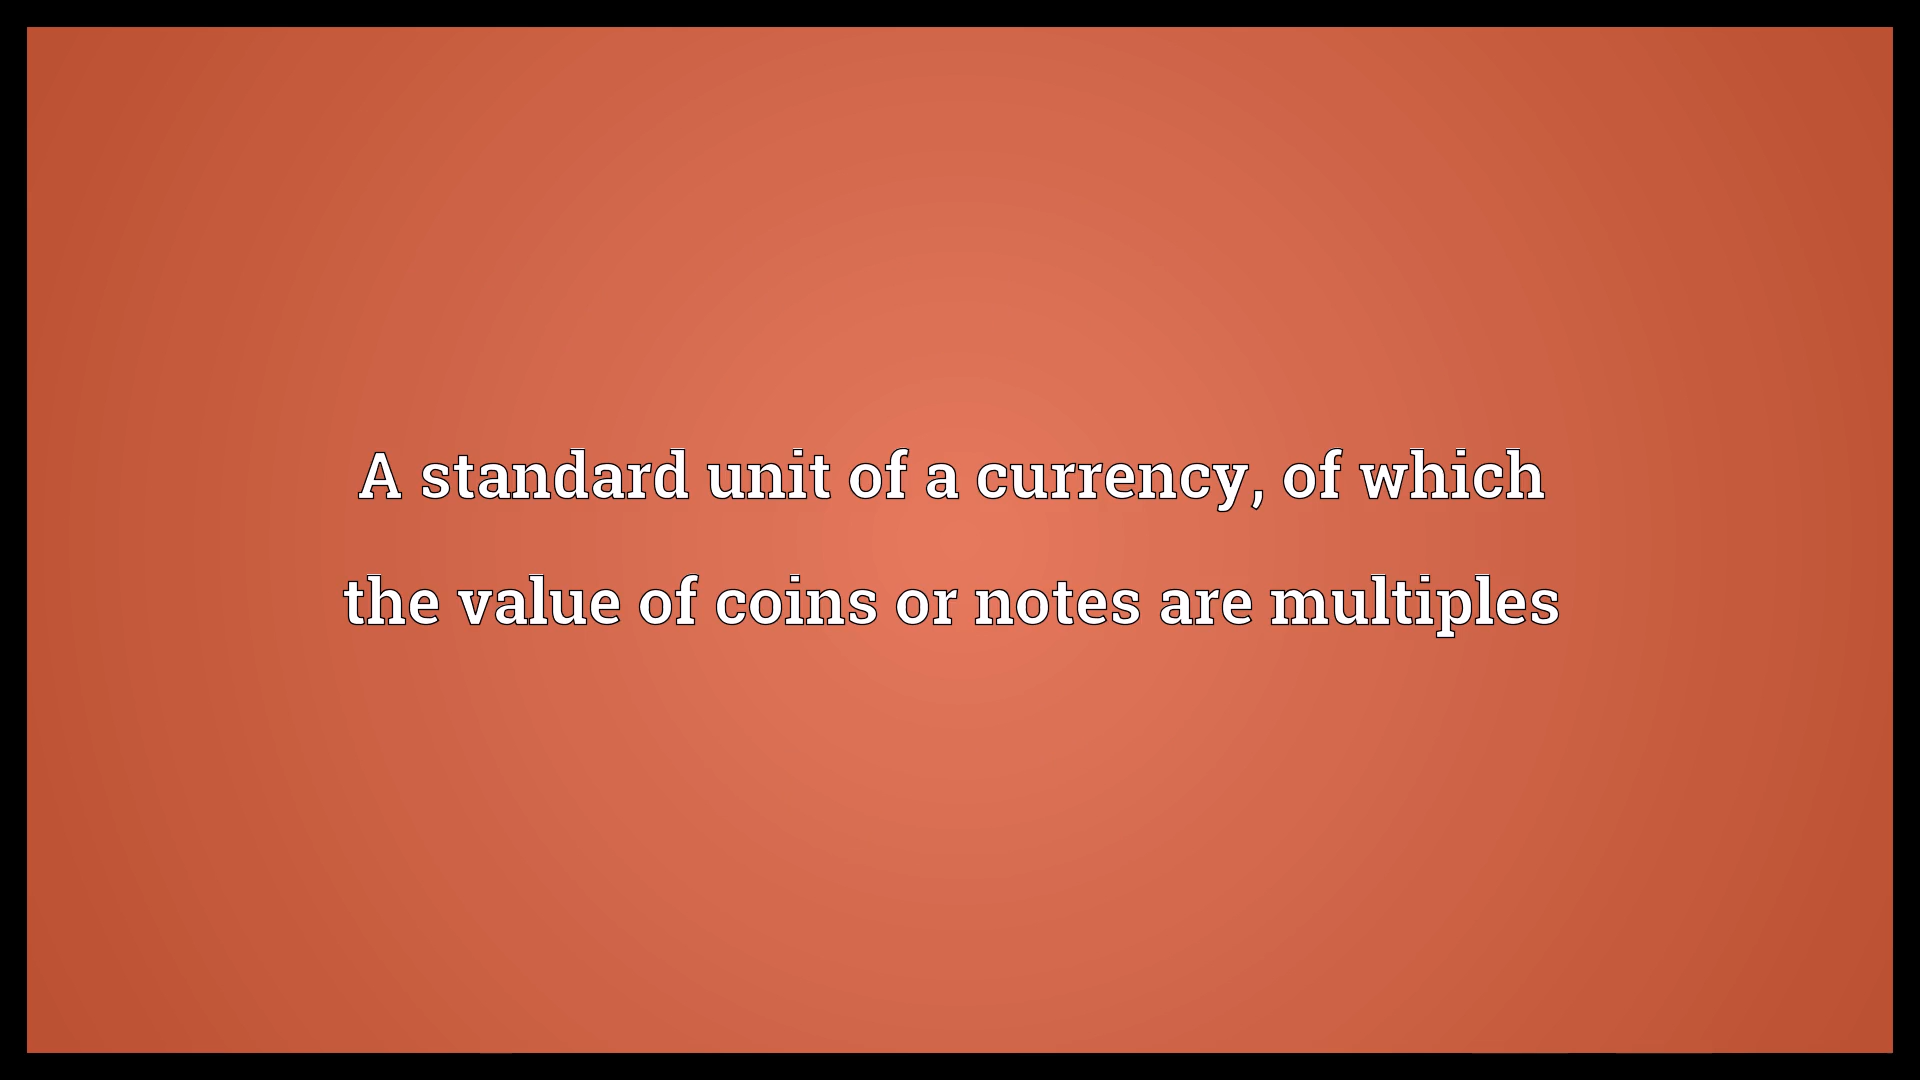 A standard unit of a currency, of which
the value of coins or notes are multiples